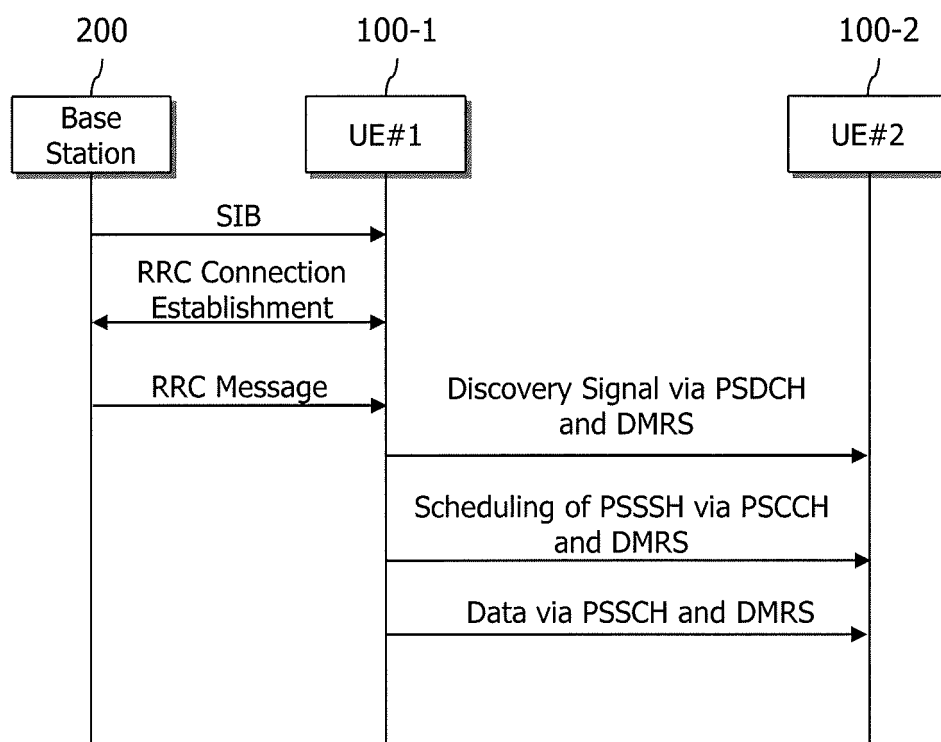 200
100-1
100-2
Base
Station
UE#1
UE#2
SIB
RRC Connection
Establishment
RRC Message
Discovery Signal via PSDCH
and DMRS
Scheduling of PSSSH via PSCCH
and DMRS
Data via PSSCH and DMRS